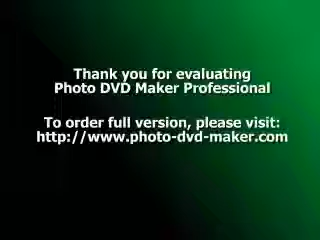 Thank you for evaluating
Photo DVD Maker Professional
To order full version, please visit:
http://www.photo-dvd-maker.com